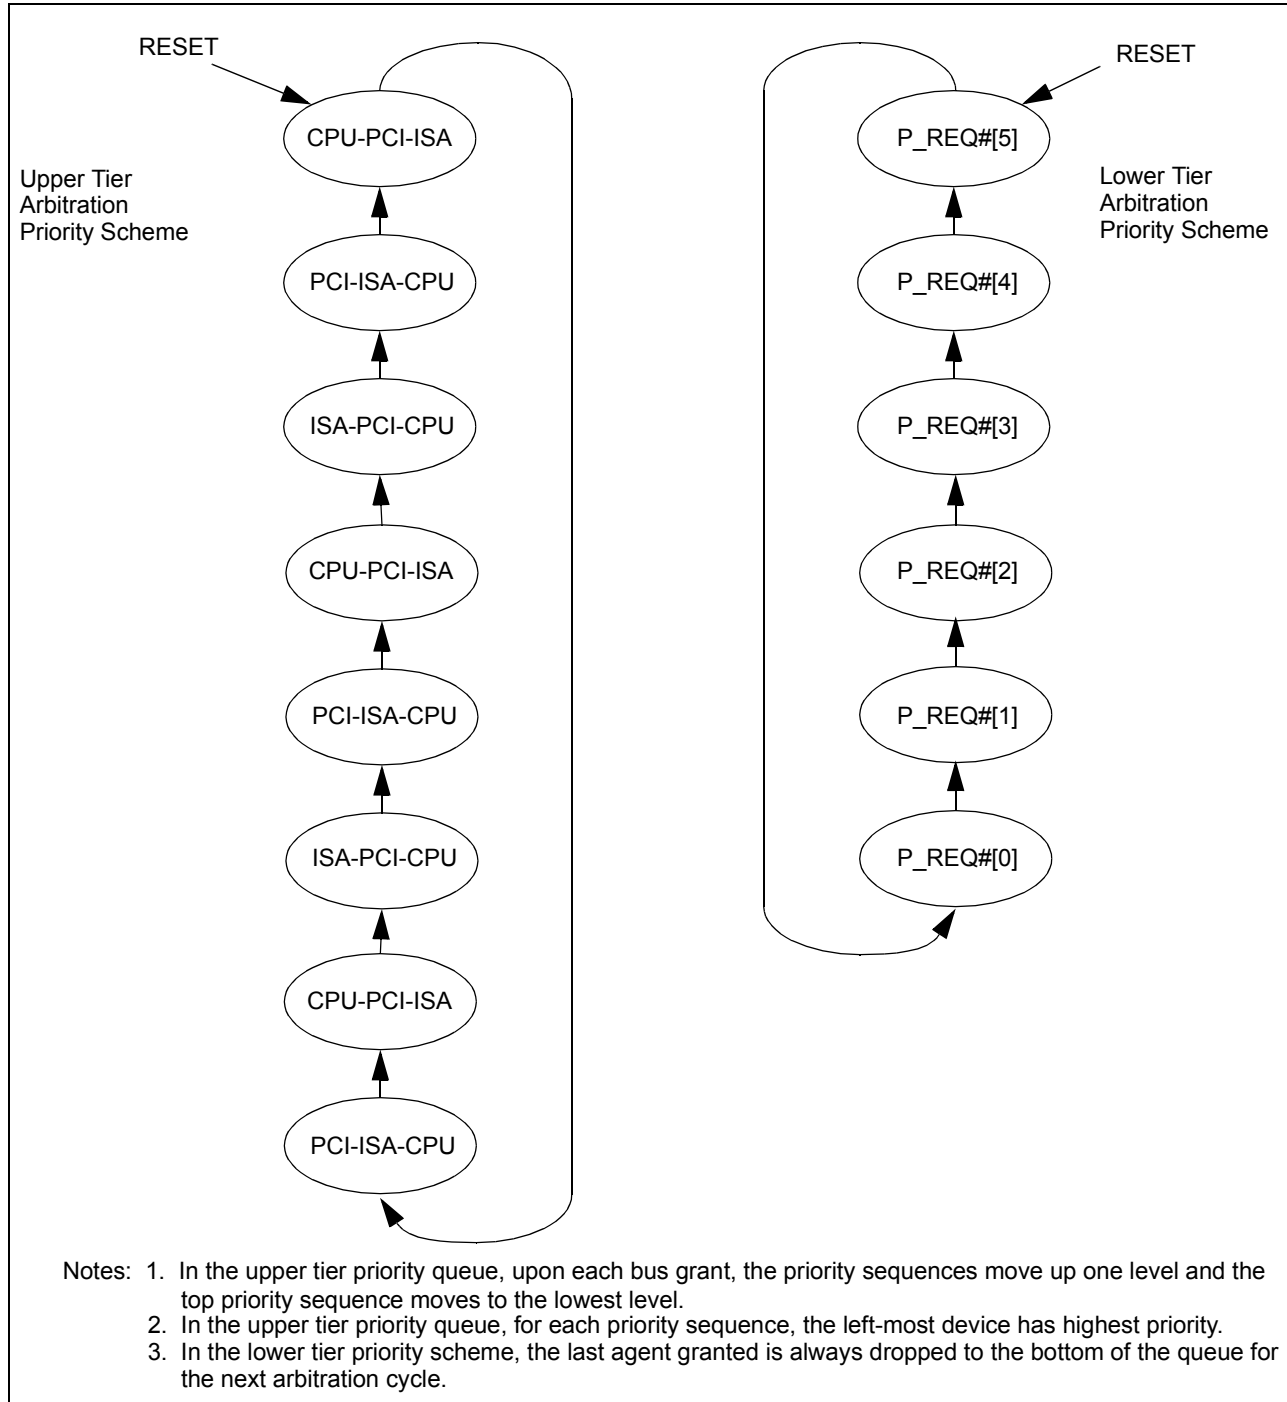 RESET
CPU-PCI-ISA
Upper Tier
Arbitration
Priority Scheme
PCI-ISA-CPU
ISA-PCI-CPU
CPU-PCI-ISA
PCI-ISA-CPU
ISA-PCI-CPU
CPU-PCI-ISA
PCI-ISA-CPU
RESET
P_REQ#[5]
Lower Tier
Arbitration
Priority Scheme
P_REQ#[4]
P_REQ#[3]
P_REQ#[2]
P_REQ#[1]
P_REQ#[0]
Notes: 1. In the upper tier priority queue, upon each bus grant, the priority sequences move up one level and the
top priority sequence moves to the lowest level.
2. In the upper tier priority queue, for each priority sequence, the left-most device has highest priority.
3. In the lower tier priority scheme, the last agent granted is always dropped to the bottom of the queue for
the next arbitration cycle.